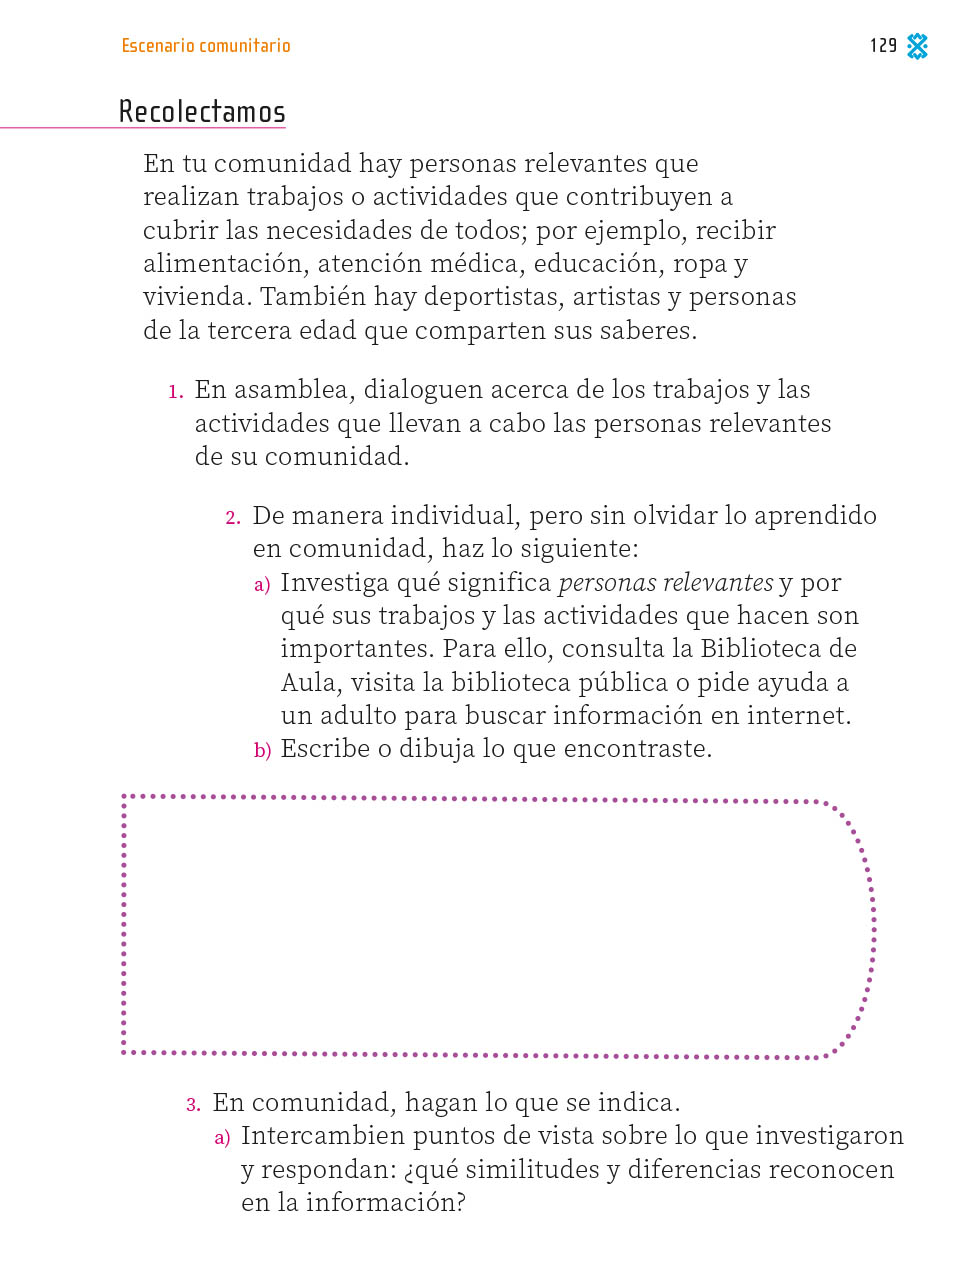 Escenario comunitario
129
Recolectamos
En tu comunidad hay personas relevantes que
realizan trabajos o actividades que contribuyen a
cubrir las necesidades de todos; por ejemplo, recibir
alimentación, atención médica, educación, ropa y
vivienda. También hay deportistas, artistas y personas
de la tercera edad que comparten sus saberes.
1. En asamblea, dialoguen acerca de los trabajos y las
actividades que llevan a cabo las personas relevantes
de su comunidad.
2. De manera individual, pero sin olvidar lo aprendido
en comunidad, haz lo siguiente:
a) Investiga qué significa personas relevantes y por
qué sus trabajos y las actividades que hacen son
importantes. Para ello, consulta la Biblioteca de
Aula, visita la biblioteca pública o pide ayuda a
un adulto para buscar información en internet.
b) Escribe o dibuja lo que encontraste.
3. En comunidad, hagan lo que se indica.
a) Intercambien puntos de vista sobre lo que investigaron
y respondan: ¿qué similitudes y diferencias reconocen
en la información?